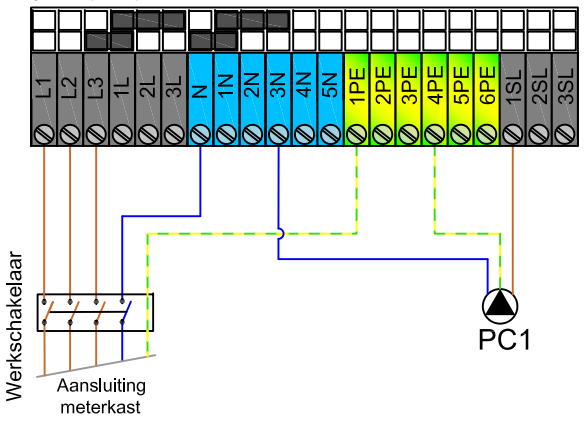 L1 L2 L3 1L 2L 3L N 1N 2N 3N 4N 5N 1PE 2PE 3PE 4PE 5PE 6PE 1SL 2SL 3SL
Werkschakelaar
PC1
Aansluiting
meterkast